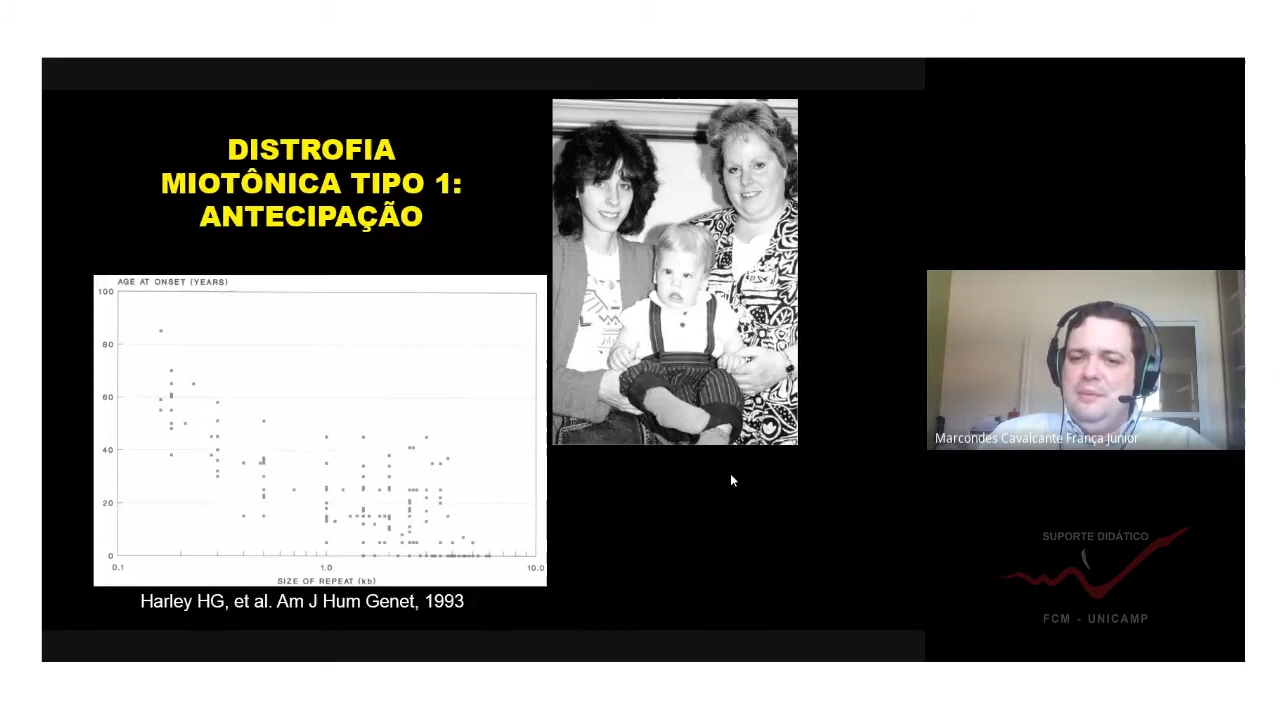 DISTROFIA
MIOTÔNICA TIPO 1:
ANTECIPAÇÃO
AGE AT ONSET (YEARS)
100
80
60
40
20
0
0.1
1.0
10.0
SIZE OF REPEAT (kb)
Harley HG, et al. Am J Hum Genet, 1993
Marcondes Cavalcante França Júnior
SUPORTE DIDÁTICO
FCM - UNICAMP